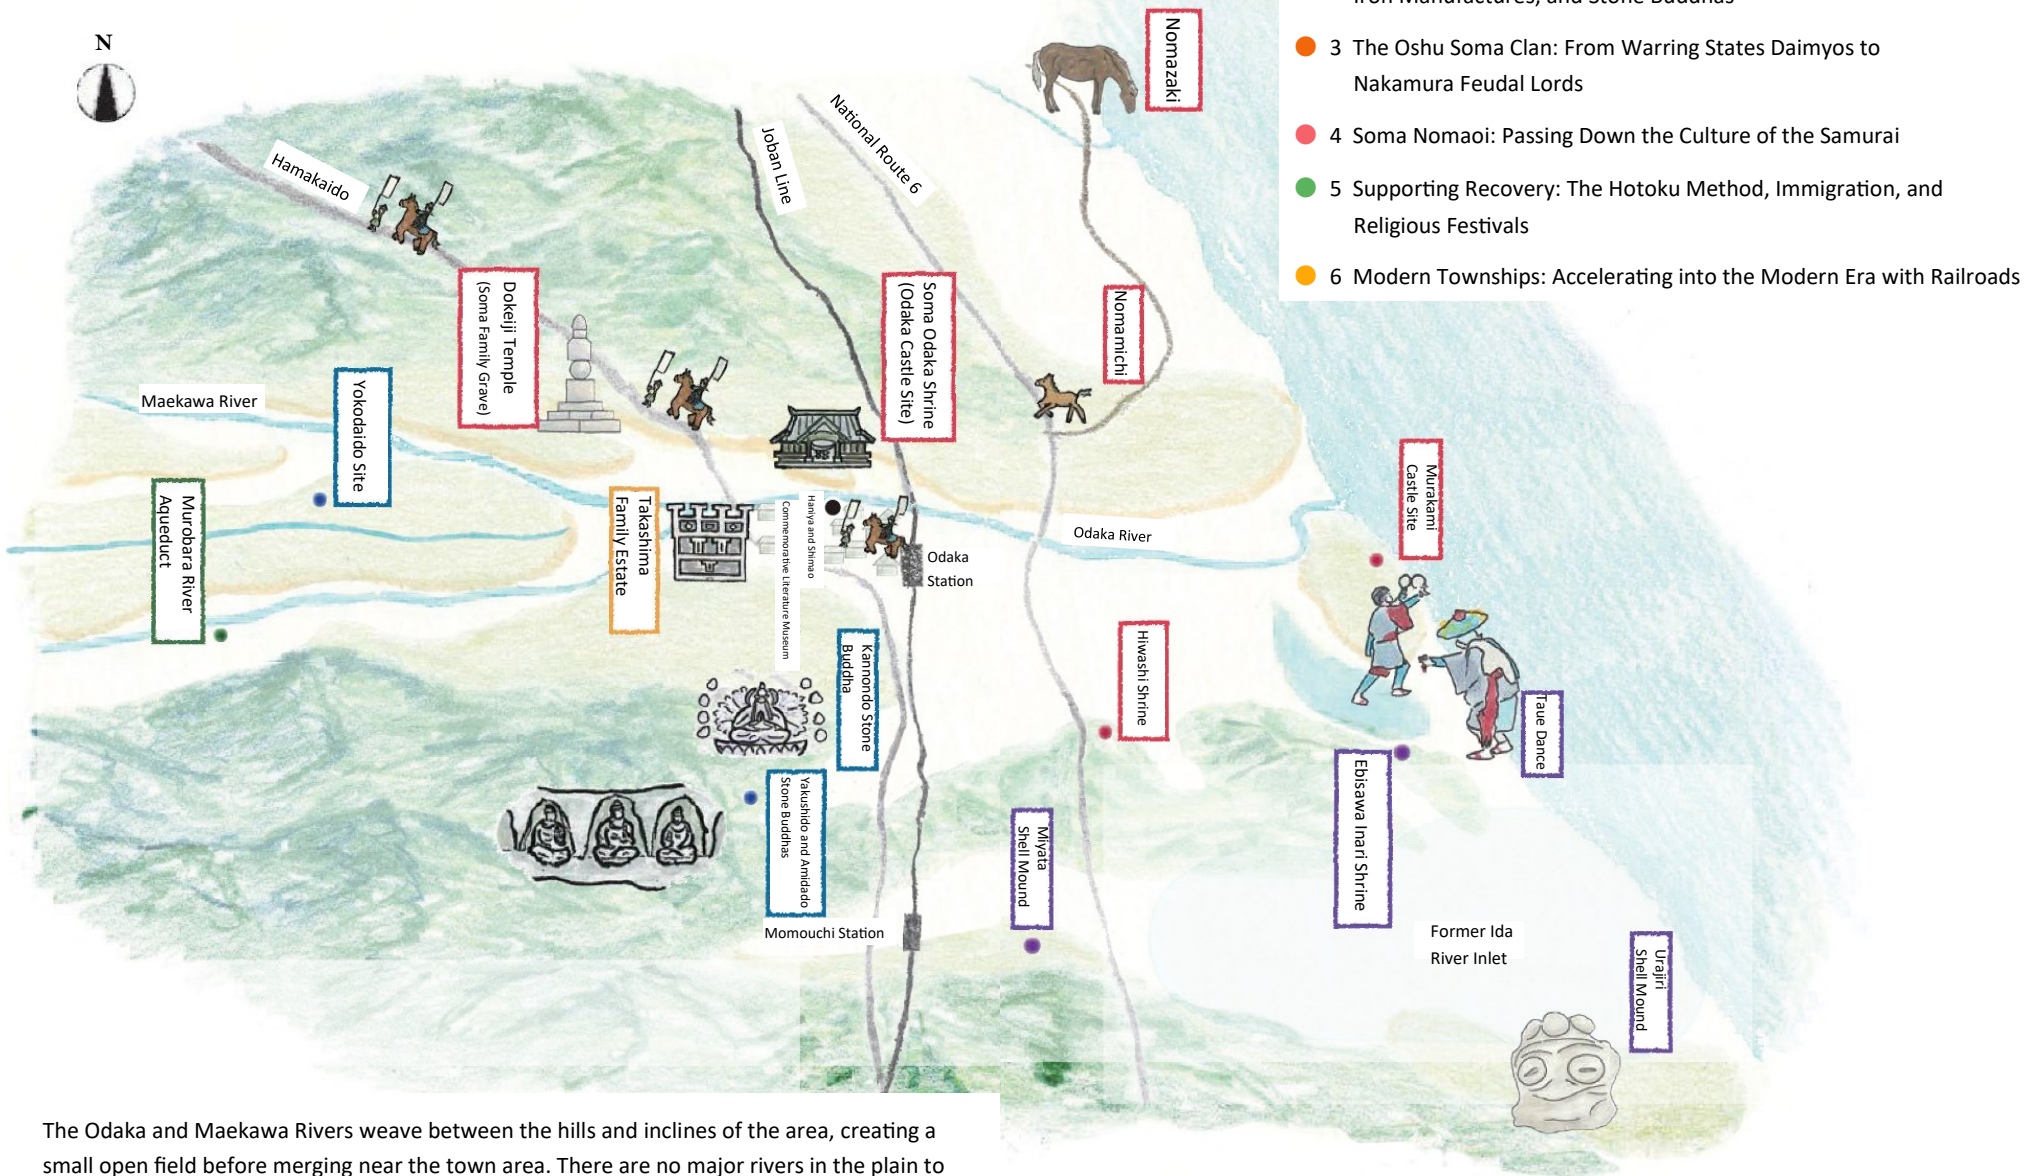 Iron Manufactures, and Stone Buddhas
3 The Oshu Soma Clan: From Warring States Daimyos to
Nakamura Feudal Lords
4 Soma Nomaoi: Passing Down the Culture of the Samurai
5 Supporting Recovery: The Hotoku Method, Immigration, and
Religious Festivals
6 Modern Townships: Accelerating into the Modern Era with Railroads
N
Nomazaki
Hamakaido
Joban Line
National Route 6
Dokeiji Temple
(Soma Family Grave)
Soma Odaka Shrine
(Odaka Castle Site)
Nomamichi
Maekawa River
Yokodaido Site
Murobara River
Aqueduct
Takashima
Family Estate
Haniya and Shimao
Commemorative Literature Museum
Odaka
Station
Odaka River
Murakami
Castle Site
Kannondo Stone
Buddha
Hiwashi Shrine
Taue Dance
Yakushido and Amidado
Stone Buddhas
Ebisawa Inari Shrine
Miyata
Shell Mound
Momouchi Station
Former Ida
River Inlet
Urajiri
Shell Mound
The Odaka and Maekawa Rivers weave between the hills and inclines of the area, creating a
small open field before merging near the town area. There are no major rivers in the plain to